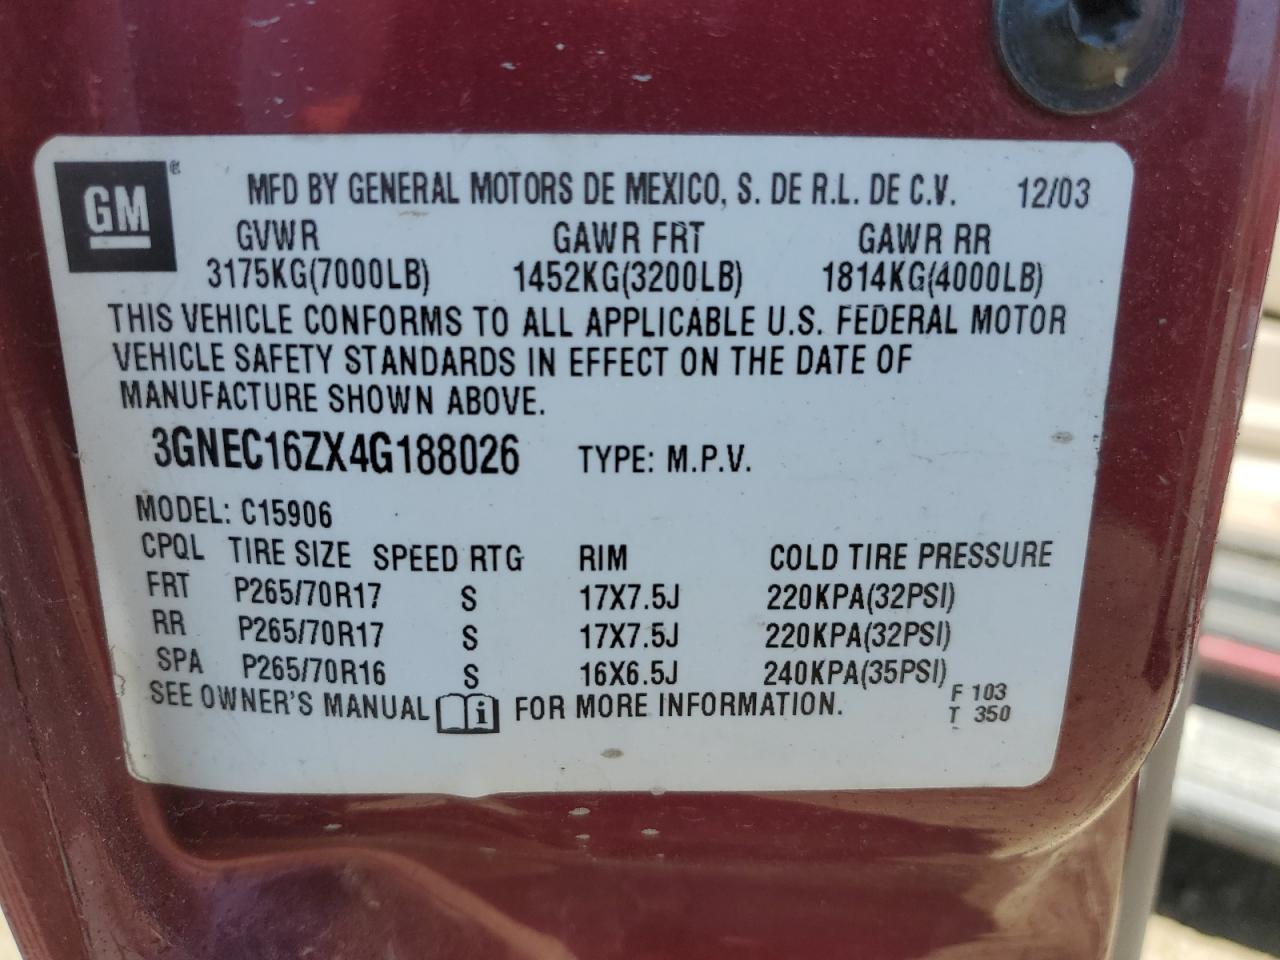 GM ® MFD BY GENERAL MOTORS DE MEXICO, S. DE R.L. DE C.V. 12/03
GVWR GAWR FRT GAWR RR
3175KG(7000LB) 1452KG(3200LB) 1814KG(4000LB)
THIS VEHICLE CONFORMS TO ALL APPLICABLE U.S. FEDERAL MOTOR
VEHICLE SAFETY STANDARDS IN EFFECT ON THE DATE OF
MANUFACTURE SHOWN ABOVE.
3GNEC16ZX4G188026 TYPE: M.P.V.
MODEL: C15906
CPQL TIRE SIZE SPEED RTG RIM COLD TIRE PRESSURE
FRT P265/70R17 S 17X7.5J 220KPA(32PSI)
RR P265/70R17 S 17X7.5J 220KPA(32PSI)
SPA P265/70R16 S 16X6.5J 240KPA(35PSI)
SEE OWNER'S MANUAL i FOR MORE INFORMATION. F 103
T 350